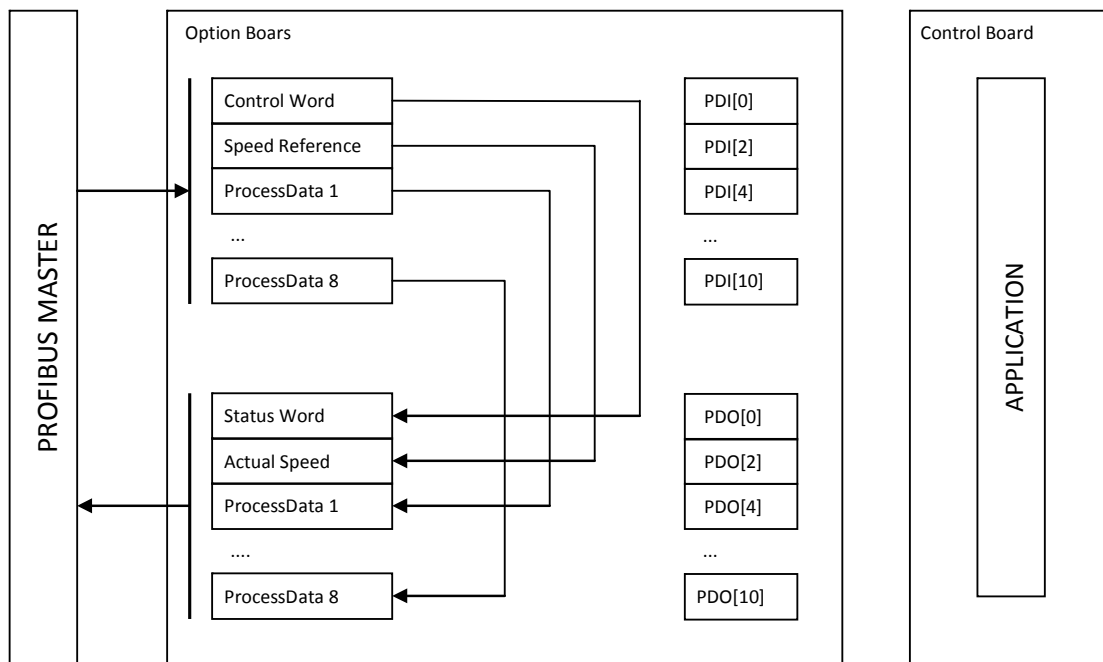 PROFIBUS MASTER
Option Boars
Control Word
Speed Reference
ProcessData 1
...
ProcessData 8
Status Word
Actual Speed
ProcessData 1
....
ProcessData 8
PDI[0]
PDI[2]
PDI[4]
...
PDI[10]
PDO[0]
PDO[2]
PDO[4]
...
PDO[10]
Control Board
APPLICATION